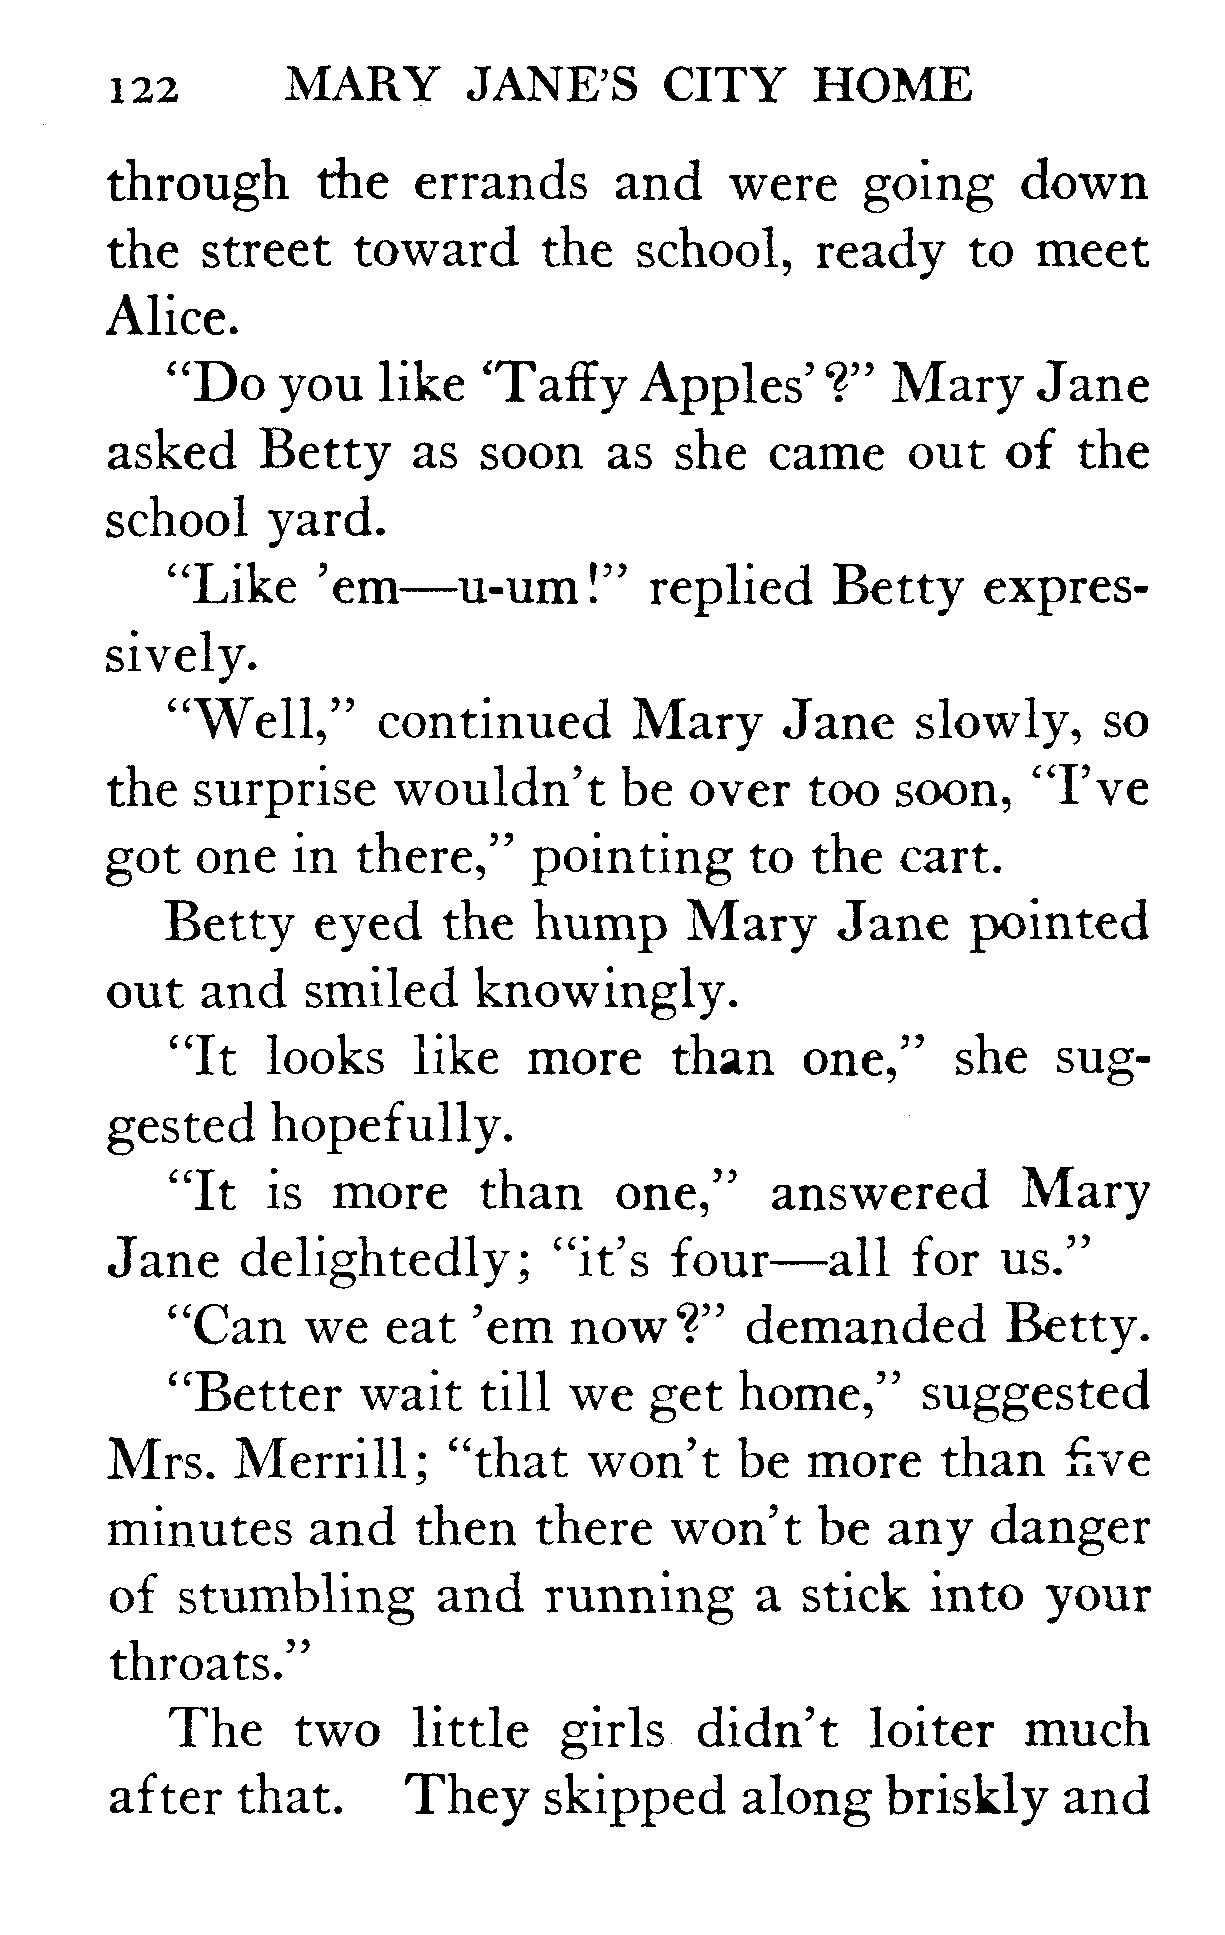 122 MARY JANE'S CITY HOME
through the errands and were going down
the street toward the school, ready to meet
Alice.
“Do you like ‘Taffy Apples’?” Mary Jane
asked Betty as soon as she came out of the
school yard.
“Like ’em—u-um!” replied Betty expres-
sively.
“Well,” continued Mary Jane slowly, so
the surprise wouldn’t be over too soon, “I’ve
got one in there,” pointing to the cart.
Betty eyed the hump Mary Jane pointed
out and smiled knowingly.
“It looks like more than one,” she sug-
gested hopefully.
“It is more than one,” answered Mary
Jane delightedly; “it’s four—all for us.”
“Can we eat ’em now?” demanded Betty.
“Better wait till we get home,” suggested
Mrs. Merrill; “that won’t be more than five
minutes and then there won’t be any danger
of stumbling and running a stick into your
throats.”
The two little girls didn’t loiter much
after that. They skipped along briskly and